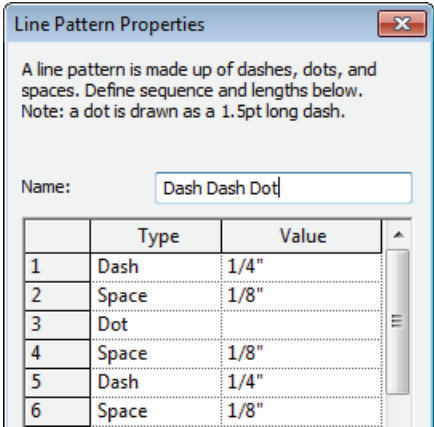 Line Pattern Properties
A line pattern is made up of dashes, dots, and
spaces. Define sequence and lengths below.
Note: a dot is drawn as a 1.5pt long dash.
Name: Dash Dash Dot
Type Value
1 Dash 1/4"
2 Space 1/8"
3 Dot
4 Space 1/8"
5 Dash 1/4"
6 Space 1/8"